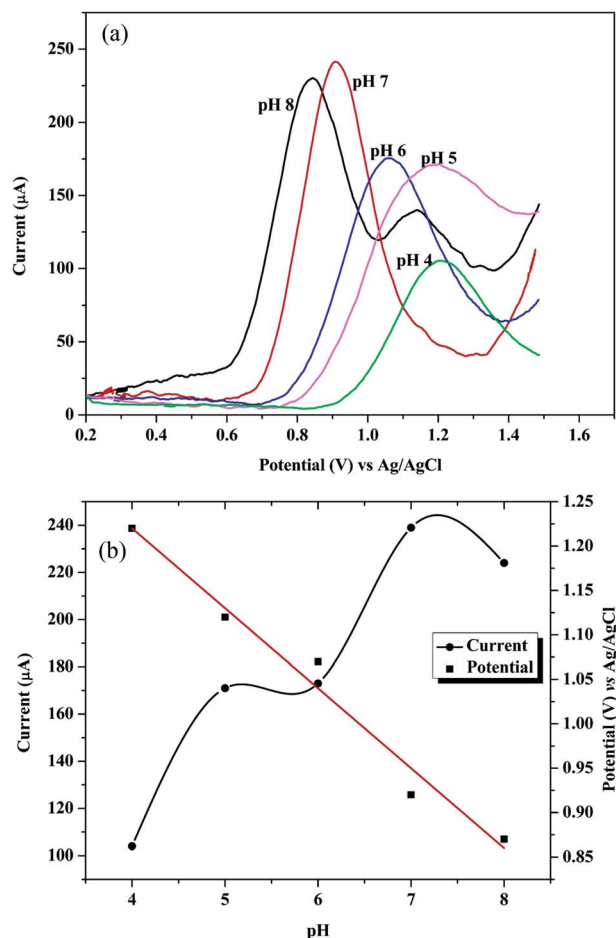 (a)
250
200
150
100
50
0
Current (µA)
pH 8
pH 7
pH 6
pH 5
pH 4
0.2 0.4 0.6 0.8 1.0 1.2 1.4 1.6
Potential (V) vs Ag/AgCl
(b)
240
220
200
180
160
140
120
100
Current (µA)
Current
Potential
1.25
1.20
1.15
1.10
1.05
1.00
0.95
0.90
0.85
Potential (V) vs Ag/AgCl
4 5 6 7 8
pH